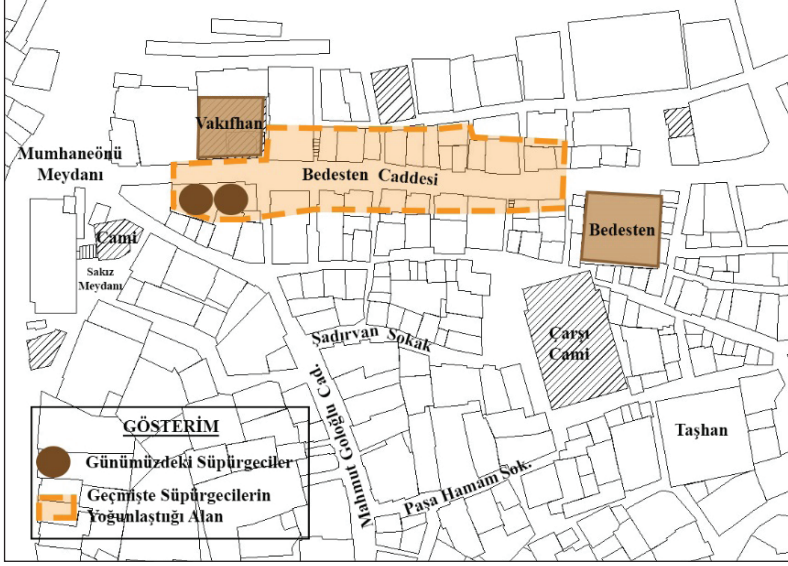 Vakıfhan
Mumhaneönü
Meydanı
Bedesten Caddesi
Bedesten
Cami
Sakız
Meydanı
Şadırvan Sokak
Çarşı
Cami
Mahmut Goloğlu Cad.
Paşa Hamam Sok.
Taşhan
GÖSTERİM
Günümüzdeki Süpürgeciler
Geçmişte Süpürgecilerin
Yoğunlaştığı Alan